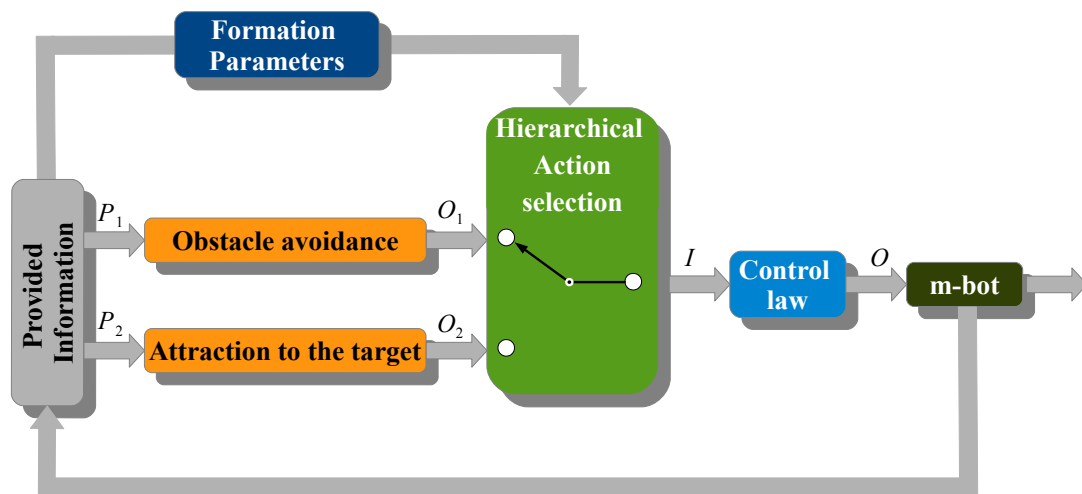 Formation
Parameters
Hierarchical
Action
selection
Provided
Information
P1
Obstacle avoidance
O1
P2
Attraction to the target
O2
I
Control
law
O
m-bot